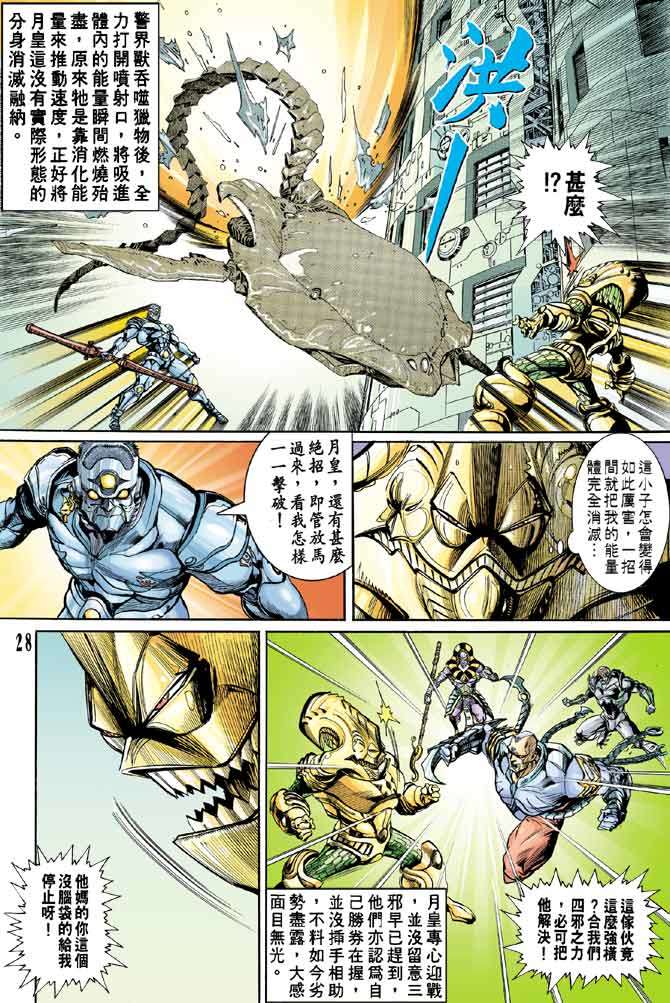 警界獸吞噬獵物後，全
力打開噴射口，將吸進
體內的能量瞬間燃燒殆
盡，原來牠是靠消化能
量來推動速度，正好將
月皇這沒有實際形態的
分身消滅融納。
洪
甚麼
!?
這小子怎會變得
如此厲害，一招
間就把我的能量
體完全消滅…
月皇，還有甚麼
絕招，即管放馬
過來，看我怎樣
一一擊破！
28
這傢伙竟
這麼強橫
？合我們
四邪之力
，必可把
他解決！
月皇專心迎戰
，並沒留意三
邪早已趕到，
他們亦認為自
己勝券在握，
並沒揷手相助
，不料如今劣
勢盡露，大感
面目無光。
他媽的你這個
沒腦袋的給我
停止呀！